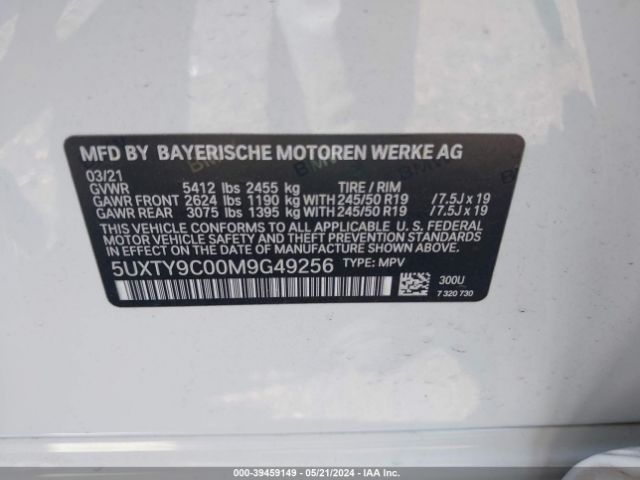 MFD BY BAYERISCHE MOTOREN WERKE AG
03/21
GVWR 5412 lbs 2455 kg TIRE / RIM
GAWR FRONT 2624 lbs 1190 kg WITH 245/50 R19 / 7.5J x 19
GAWR REAR 3075 lbs 1395 kg WITH 245/50 R19 / 7.5J x 19
THIS VEHICLE CONFORMS TO ALL APPLICABLE U.S. FEDERAL
MOTOR VEHICLE SAFETY, BUMPER, AND THEFT PREVENTION
STANDARDS IN EFFECT ON THE DATE OF MANUFACTURE SHOWN ABOVE.
5UXTY9C00M9G49256 TYPE: MPV
300U
7 320 730
000-39459149 - 05/21/2024 - IAA Inc.